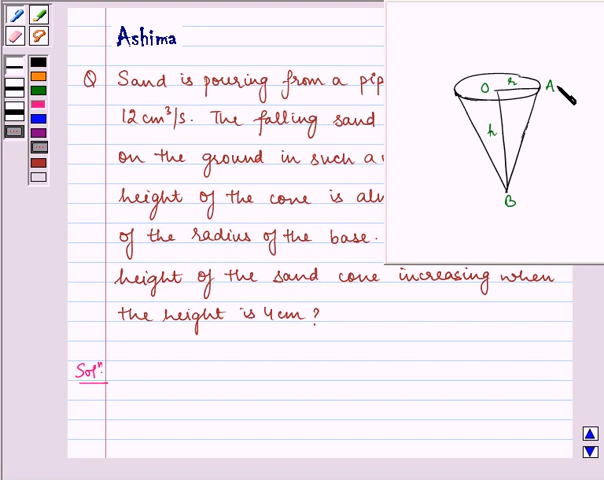 Ashima
Q Sand is pouring from a pip
12 cm³/s. The falling sand
on the ground in such a
height of the cone is al
of the radius of the base.
height of the sand cone increasing when
the height is 4 cm ?
Solⁿ.
O r A
h
B